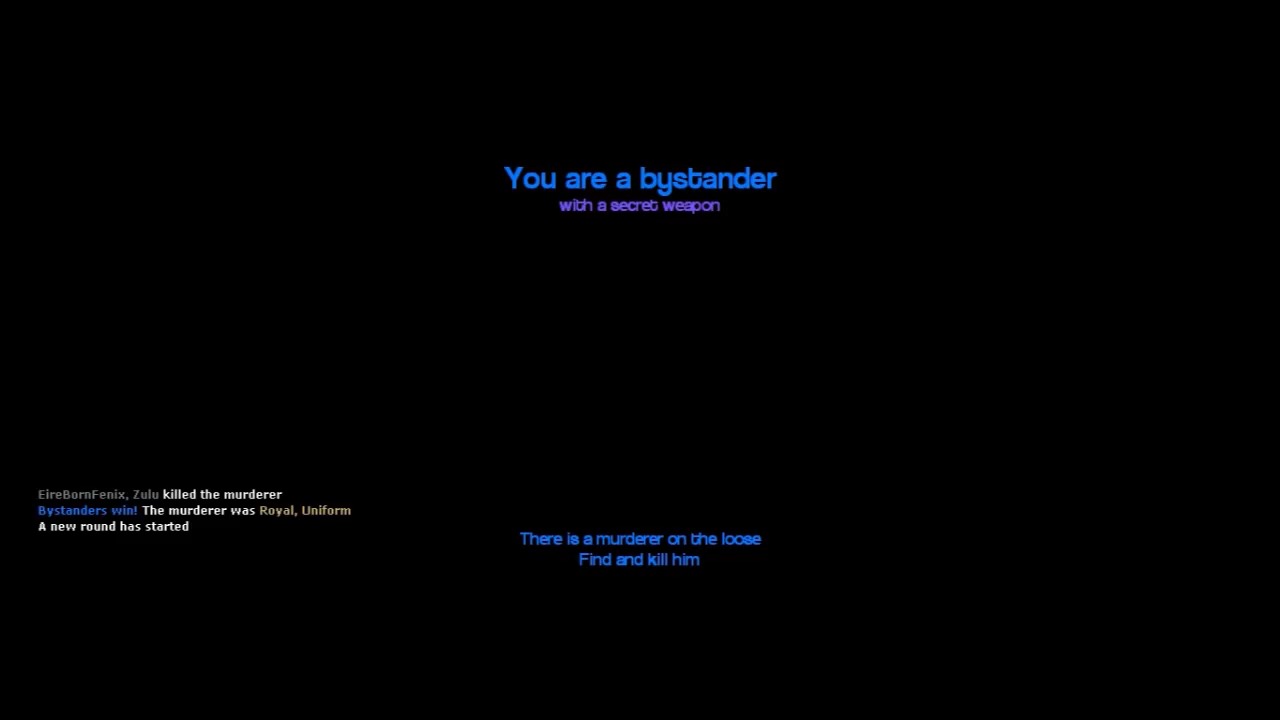 You are a bystander
with a secret weapon
EireBornFenix, Zulu killed the murderer
Bystanders win! The murderer was Royal, Uniform
A new round has started
There is a murderer on the loose
Find and kill him